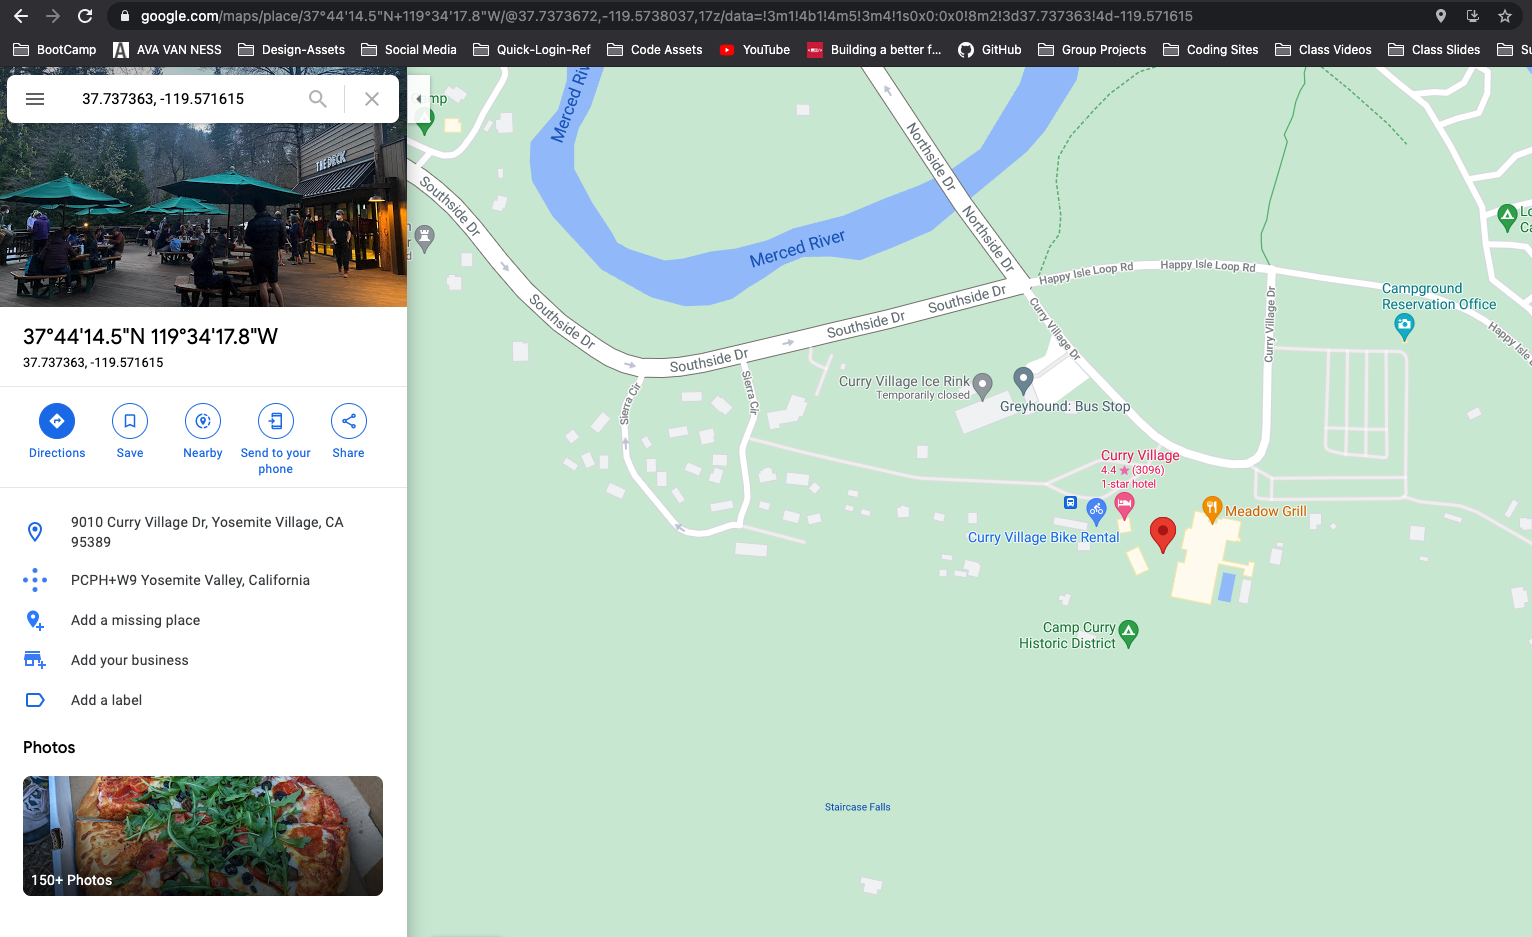 google.com/maps/place/37°44'14.5"N+119°34'17.8"W/@37.7373672,-119.5738037,17z/data=!3m1!4b1!4m5!3m4!1s0x0:0x0!8m2!3d37.737363!4d-119.571615
BootCamp
AVA VAN NESS
Design-Assets
Social Media
Quick-Login-Ref
Code Assets
YouTube
Building a better f...
GitHub
Group Projects
Coding Sites
Class Videos
Class Slides
Su
37.737363, -119.571615
THE DECK
37°44'14.5"N 119°34'17.8"W
37.737363, -119.571615
Directions
Save
Nearby
Send to your
phone
Share
9010 Curry Village Dr, Yosemite Village, CA
95389
PCPH+W9 Yosemite Valley, California
Add a missing place
Add your business
Add a label
Photos
150+ Photos
mp
Merced Riv
Northside Dr
Southside Dr
Northside Dr
Merced River
Lo
Ca
n
r
d
Happy Isle Loop Rd
Happy Isle Loop Rd
Southside Dr
Southside Dr
Southside Dr
Southside Dr
Curry Village Dr
Curry Village Dr
Campground
Reservation Office
Happy Isle L
Sierra Cir
Sierra Cir
Curry Village Ice Rink
Temporarily closed
Greyhound: Bus Stop
Curry Village
4.4 ★ (3096)
1-star hotel
Meadow Grill
Curry Village Bike Rental
Camp Curry
Historic District
Staircase Falls